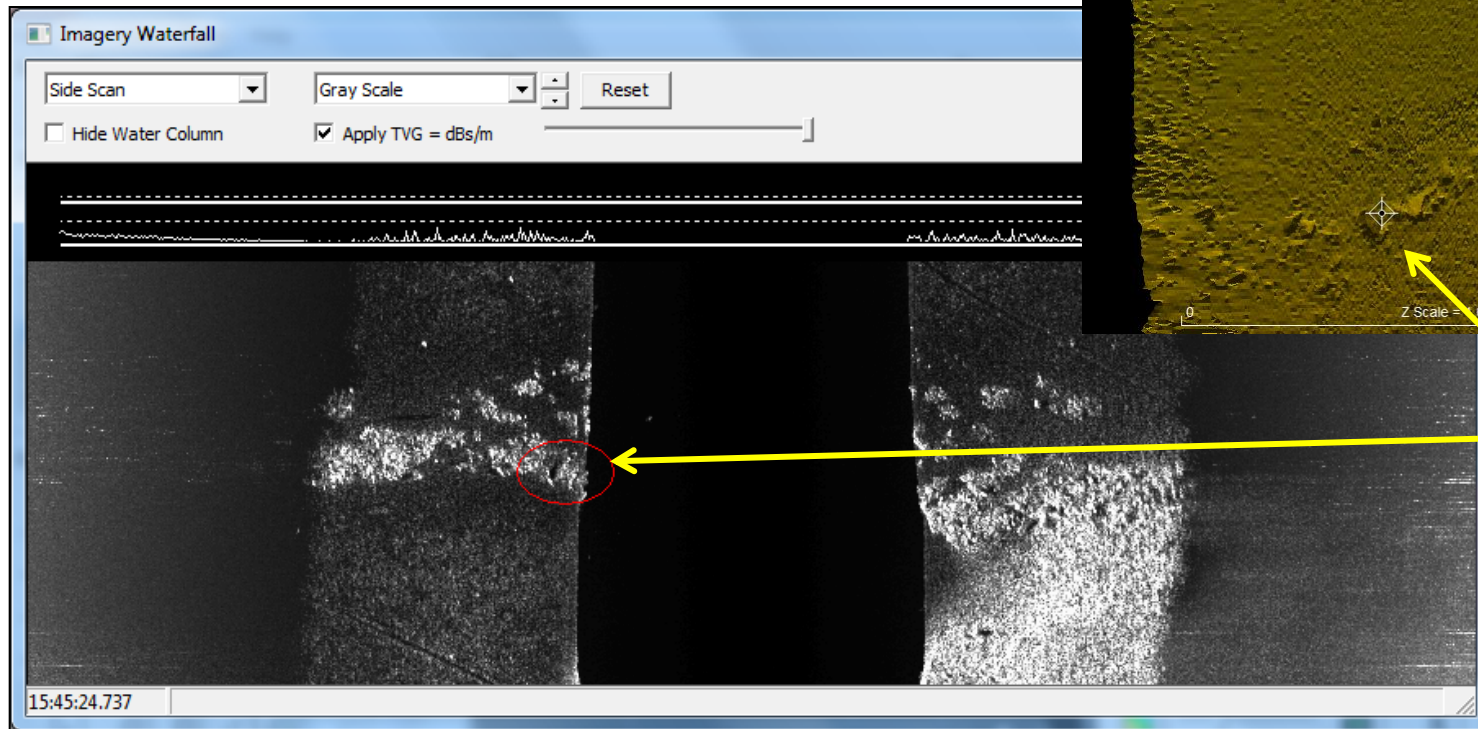 Imagery Waterfall
Side Scan Gray Scale Reset
Hide Water Column Apply TVG = dBs/m
0 Z Scale =
15:45:24.737